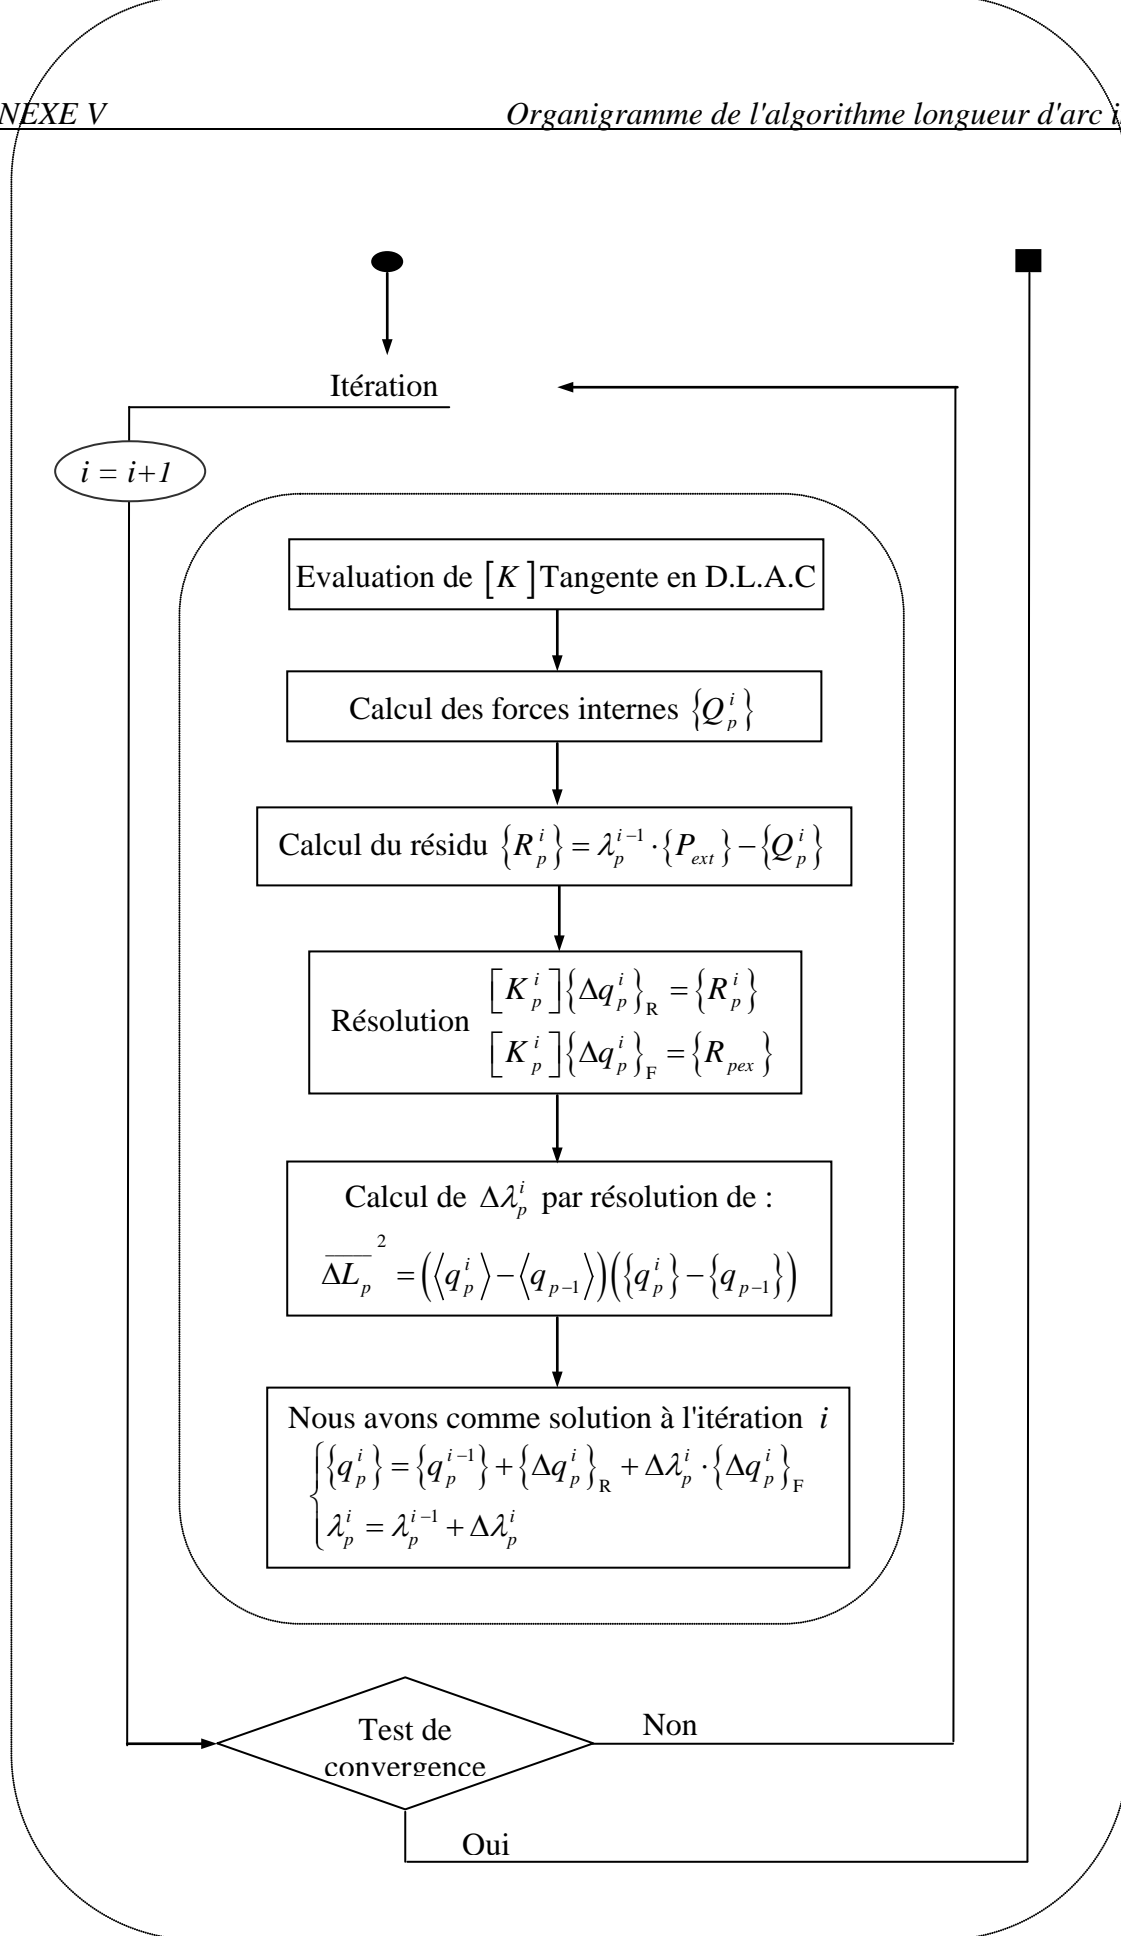 NEXE V Organigramme de l'algorithme longueur d'arc i
Itération
i = i+1
Evaluation de [K] Tangente en D.L.A.C
Calcul des forces internes {Q_p^i}
Calcul du résidu {R_p^i} = λ_p^{i-1} · {P_ext} − {Q_p^i}
[K_p^i]{Δq_p^i}_R = {R_p^i}
Résolution
[K_p^i]{Δq_p^i}_F = {R_pex}
Calcul de Δλ_p^i par résolution de :
\overline{ΔL_p}^2 = (⟨q_p^i⟩ − ⟨q_{p−1}⟩)({q_p^i} − {q_{p−1}})
Nous avons comme solution à l'itération i
{q_p^i} = {q_p^{i−1}} + {Δq_p^i}_R + Δλ_p^i · {Δq_p^i}_F
λ_p^i = λ_p^{i−1} + Δλ_p^i
Test de
convergence
Non
Oui